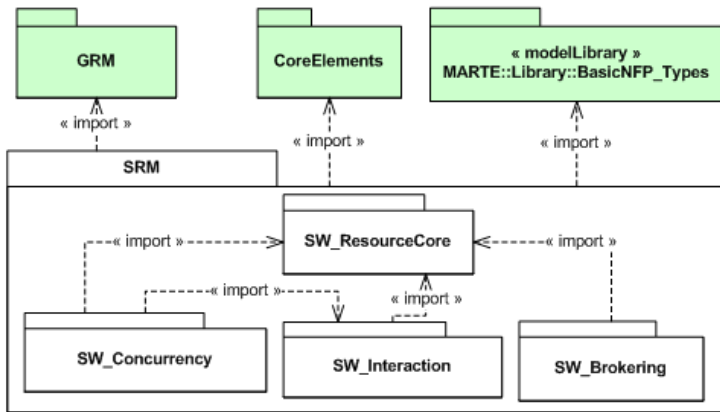 GRM
CoreElements
« modelLibrary »
MARTE::Library::BasicNFP_Types
« import »
« import »
« import »
SRM
SW_ResourceCore
« import »
« import »
« import »
« import »
SW_Concurrency
SW_Interaction
SW_Brokering